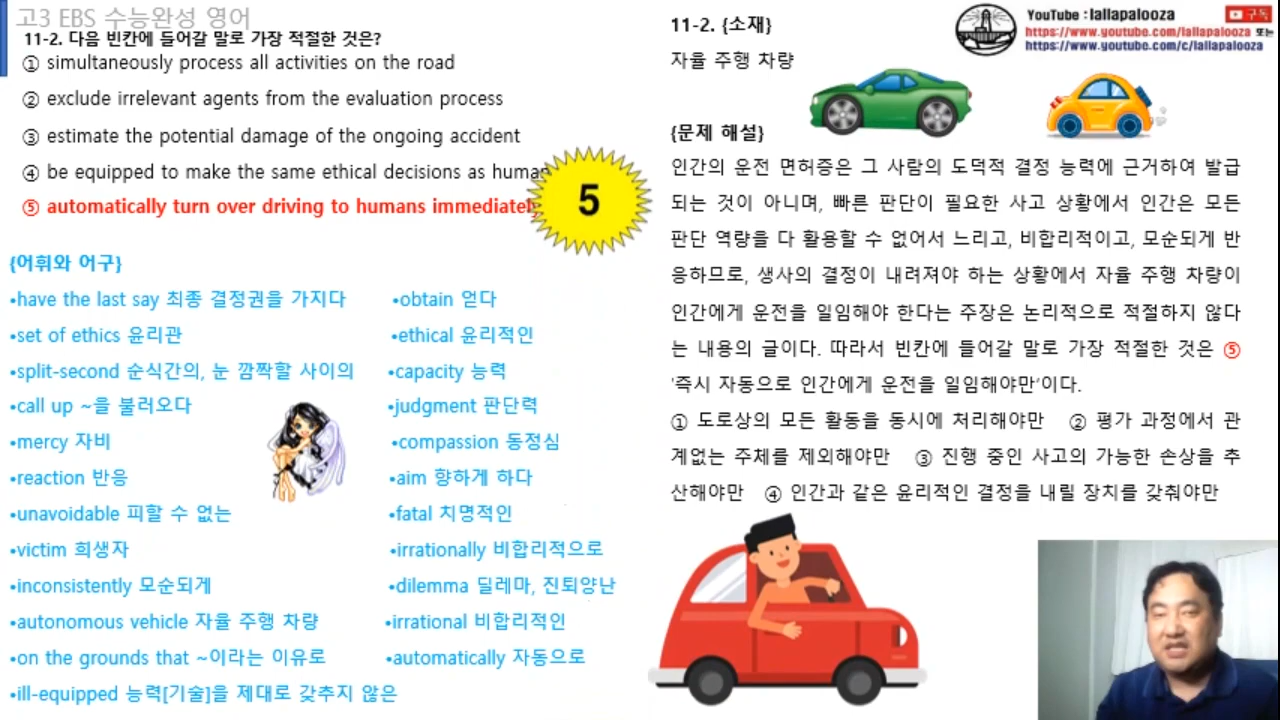 고3 EBS 수능완성 영어
11-2. 다음 빈칸에 들어갈 말로 가장 적절한 것은?
① simultaneously process all activities on the road
② exclude irrelevant agents from the evaluation process
③ estimate the potential damage of the ongoing accident
④ be equipped to make the same ethical decisions as human
⑤ automatically turn over driving to humans immediately
5
{어휘와 어구}
•have the last say 최종 결정권을 가지다 •obtain 얻다
•set of ethics 윤리관 •ethical 윤리적인
•split-second 순식간의, 눈 깜짝할 사이의 •capacity 능력
•call up ~을 불러오다 •judgment 판단력
•mercy 자비 •compassion 동정심
•reaction 반응 •aim 향하게 하다
•unavoidable 피할 수 없는 •fatal 치명적인
•victim 희생자 •irrationally 비합리적으로
•inconsistently 모순되게 •dilemma 딜레마, 진퇴양난
•autonomous vehicle 자율 주행 차량 •irrational 비합리적인
•on the grounds that ~이라는 이유로 •automatically 자동으로
•ill-equipped 능력[기술]을 제대로 갖추지 않은
11-2. {소재}
자율 주행 차량
YouTube : lallapalooza
구독
https://www.youtube.com/lallapalooza 또는
https://www.youtube.com/c/lallapalooza
{문제 해설}
인간의 운전 면허증은 그 사람의 도덕적 결정 능력에 근거하여 발급
되는 것이 아니며, 빠른 판단이 필요한 사고 상황에서 인간은 모든
판단 역량을 다 활용할 수 없어서 느리고, 비합리적이고, 모순되게 반
응하므로, 생사의 결정이 내려져야 하는 상황에서 자율 주행 차량이
인간에게 운전을 일임해야 한다는 주장은 논리적으로 적절하지 않다
는 내용의 글이다. 따라서 빈칸에 들어갈 말로 가장 적절한 것은 ⑤
'즉시 자동으로 인간에게 운전을 일임해야만'이다.
① 도로상의 모든 활동을 동시에 처리해야만 ② 평가 과정에서 관
계없는 주체를 제외해야만 ③ 진행 중인 사고의 가능한 손상을 추
산해야만 ④ 인간과 같은 윤리적인 결정을 내릴 장치를 갖춰야만